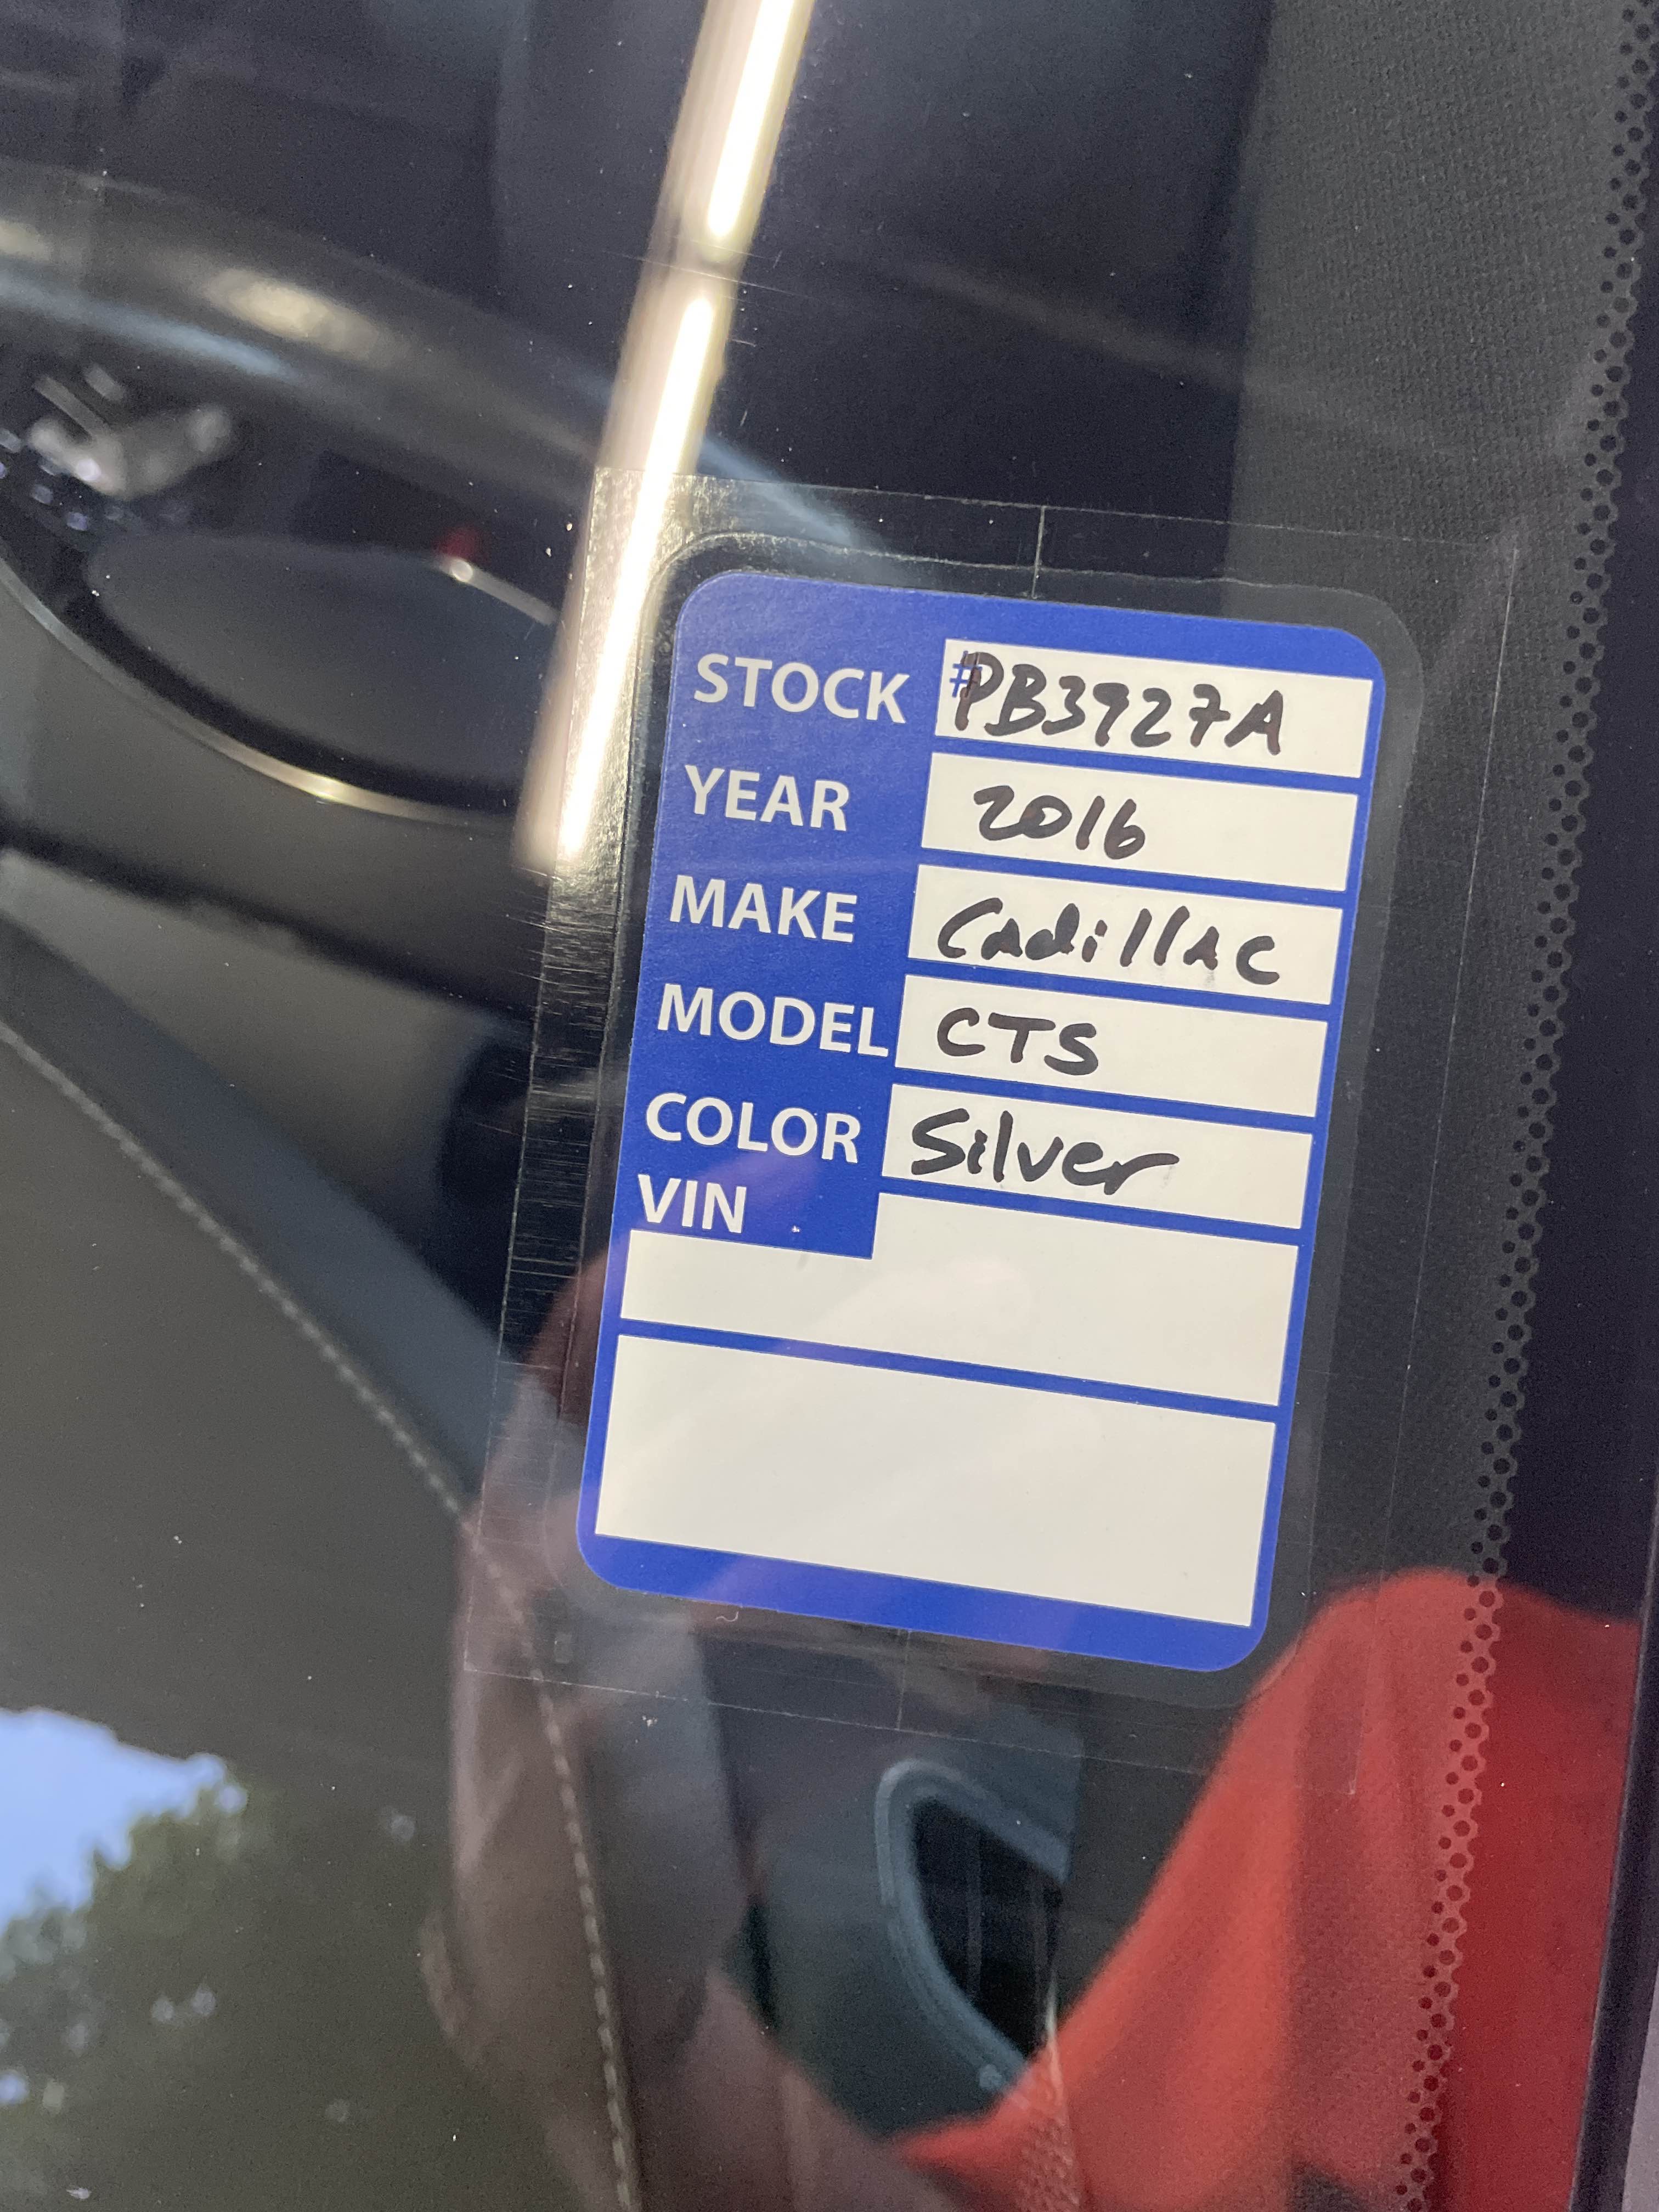 STOCK #PB3927A
YEAR 2016
MAKE Cadillac
MODEL CTS
COLOR Silver
VIN